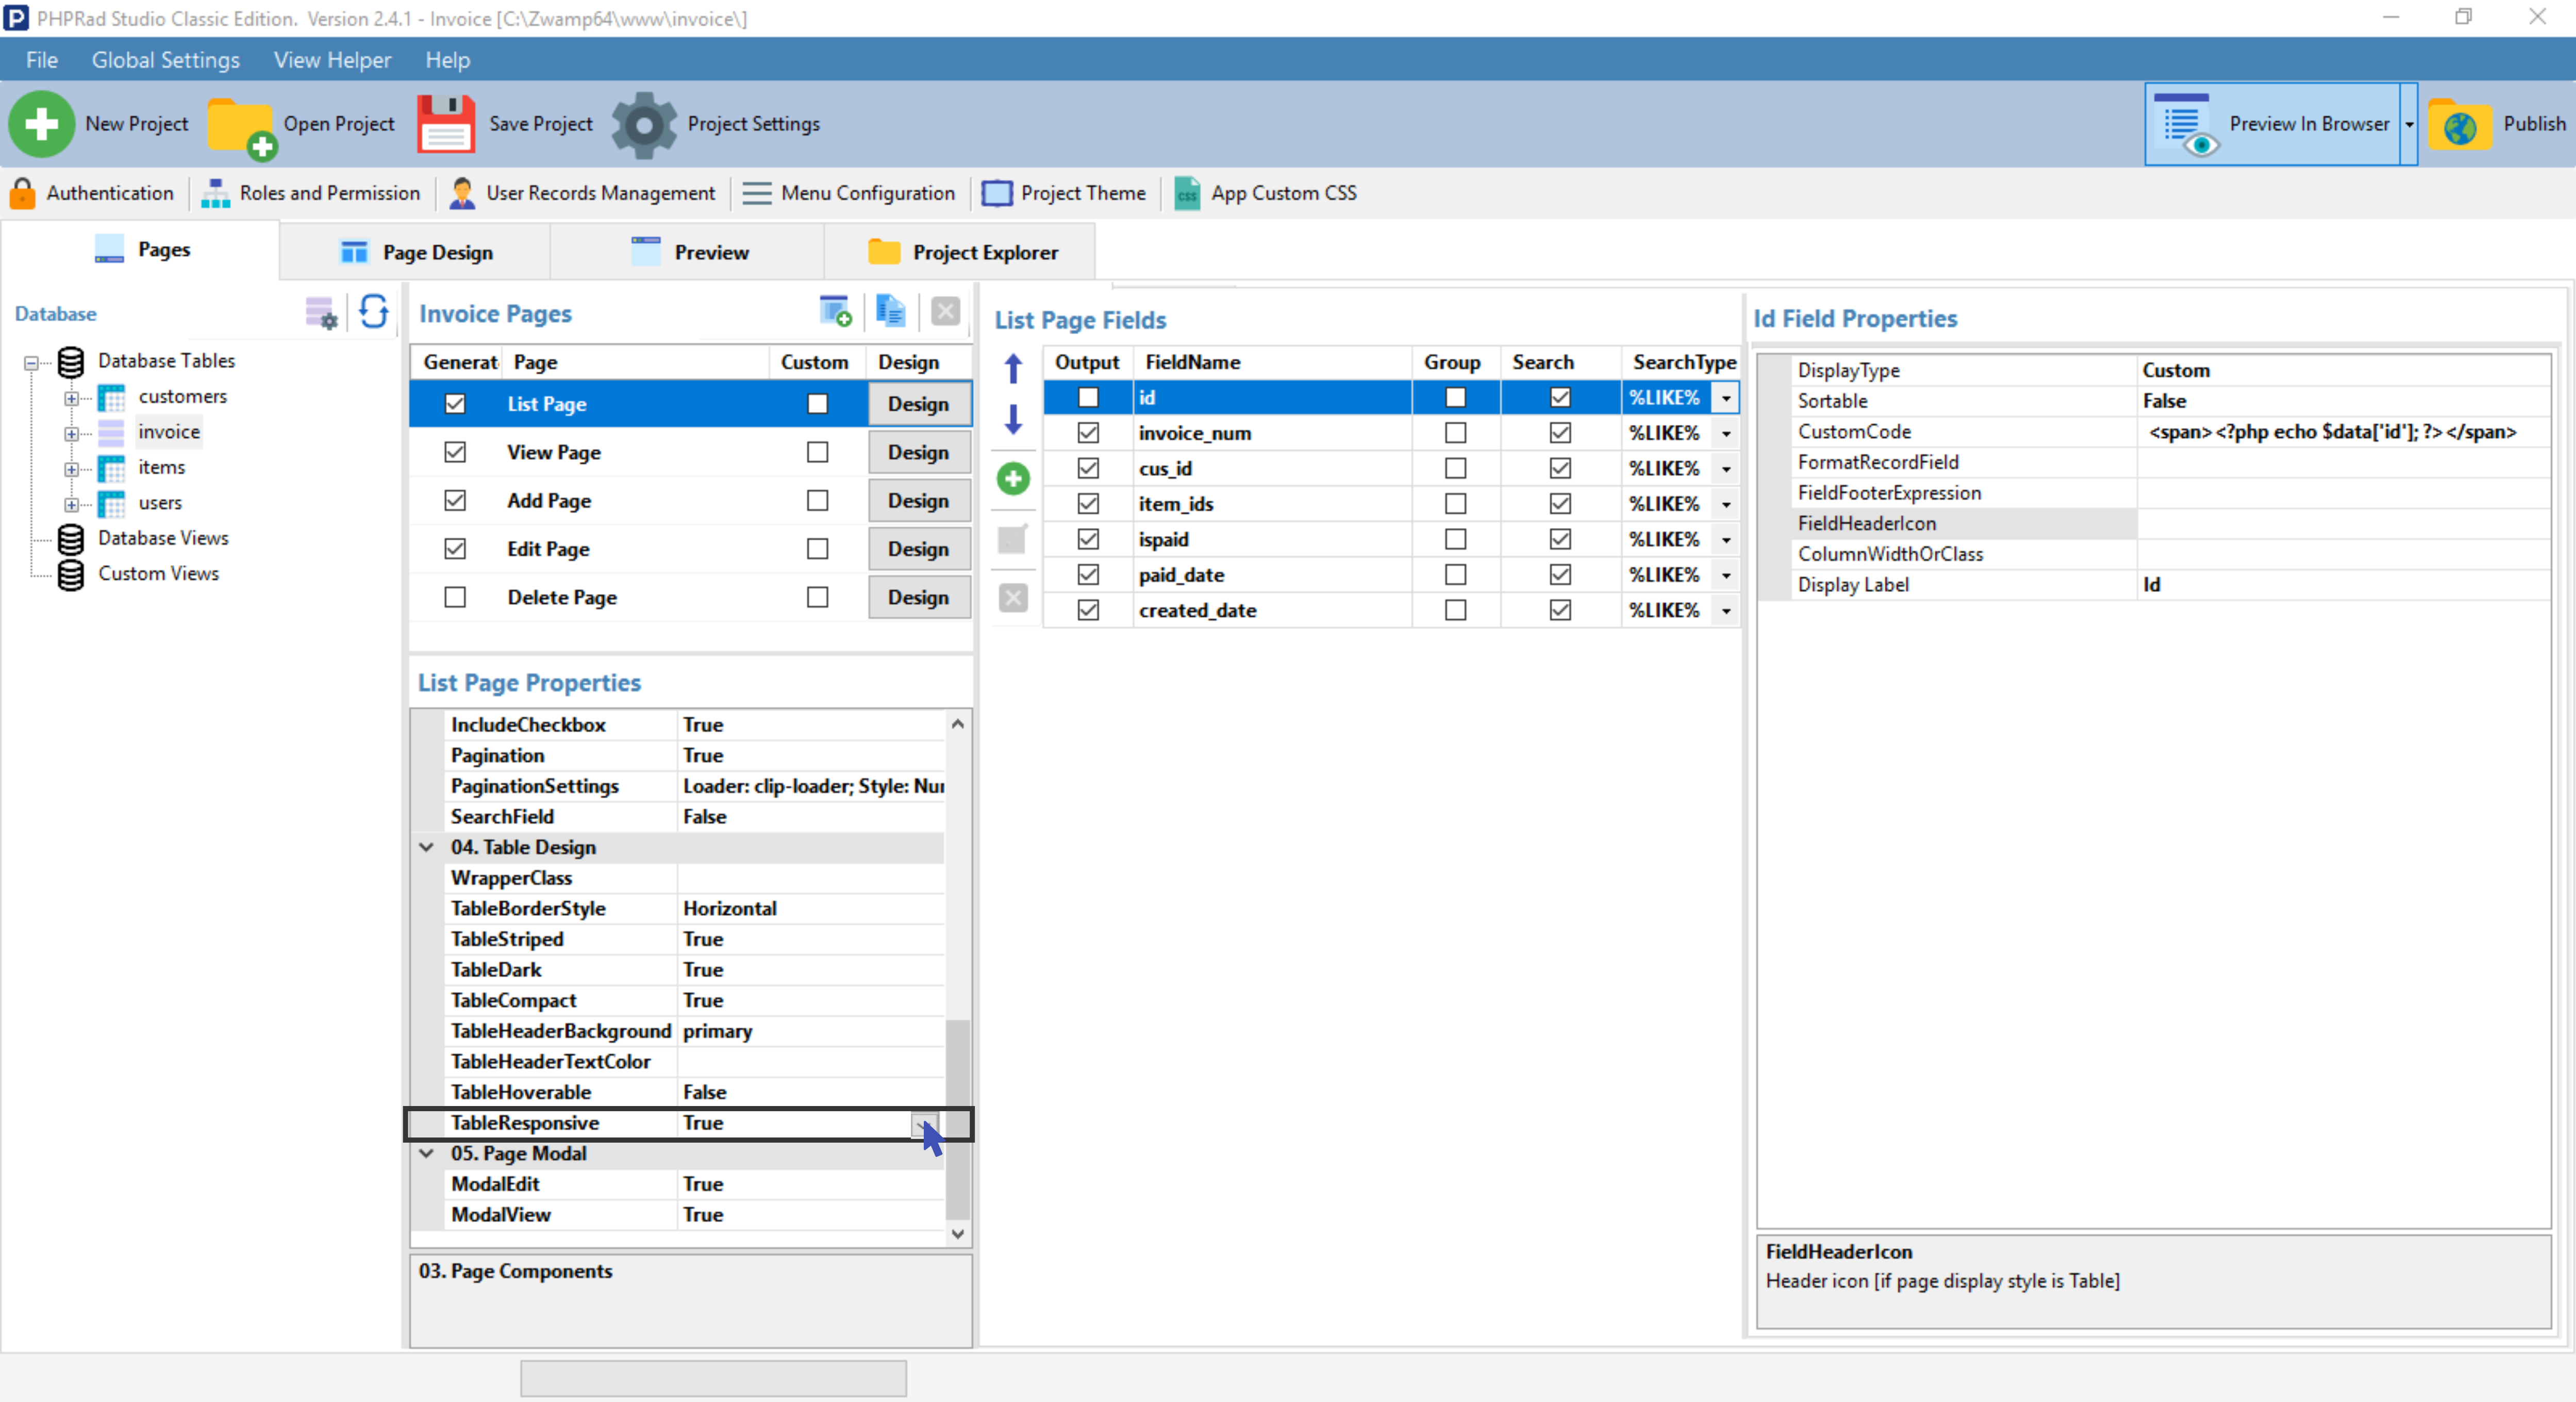 PHPRad Studio Classic Edition. Version 2.4.1 - Invoice [C:\Zwamp64\www\invoice\]
File Global Settings View Helper Help
New Project Open Project Save Project Project Settings Preview In Browser Publish
Authentication Roles and Permission User Records Management Menu Configuration Project Theme CSS App Custom CSS
Pages Page Design Preview Project Explorer
Database
Database Tables
customers
invoice
items
users
Database Views
Custom Views
Invoice Pages
Generat Page Custom Design
List Page Design
View Page Design
Add Page Design
Edit Page Design
Delete Page Design
List Page Properties
IncludeCheckbox True
Pagination True
PaginationSettings Loader: clip-loader; Style: Nur
SearchField False
04. Table Design
WrapperClass
TableBorderStyle Horizontal
TableStriped True
TableDark True
TableCompact True
TableHeaderBackground primary
TableHeaderTextColor
TableHoverable False
TableResponsive True
05. Page Modal
ModalEdit True
ModalView True
03. Page Components
List Page Fields
Output FieldName Group Search SearchType
id %LIKE%
invoice_num %LIKE%
cus_id %LIKE%
item_ids %LIKE%
ispaid %LIKE%
paid_date %LIKE%
created_date %LIKE%
Id Field Properties
DisplayType Custom
Sortable False
CustomCode <span><?php echo $data['id']; ?></span>
FormatRecordField
FieldFooterExpression
FieldHeaderIcon
ColumnWidthOrClass
Display Label Id
FieldHeaderIcon
Header icon [if page display style is Table]